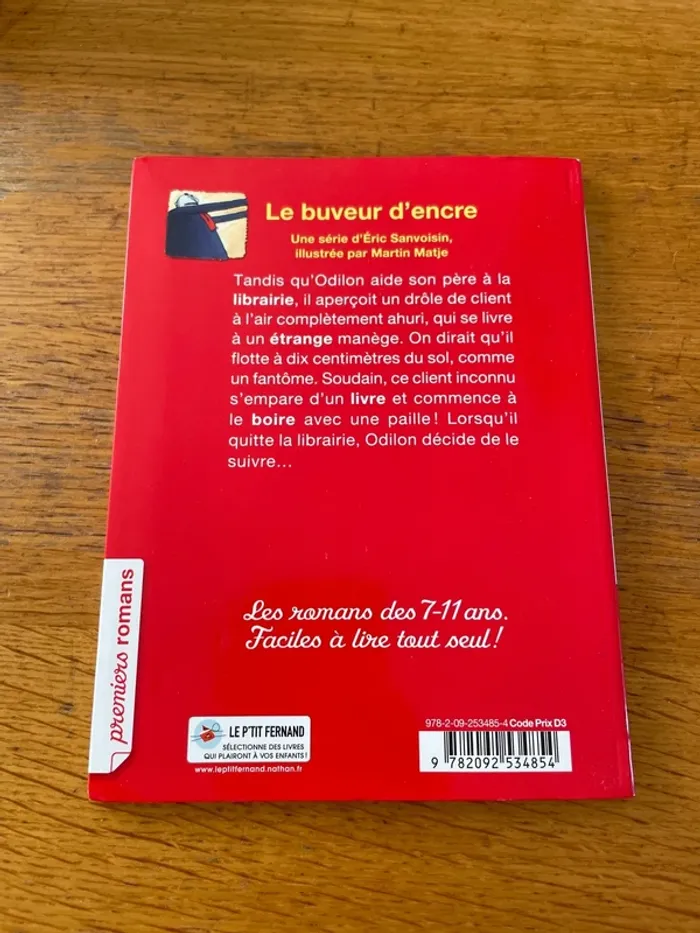 Le buveur d'encre
Une série d'Éric Sanvoisin,
illustrée par Martin Matje
Tandis qu'Odilon aide son père à la
librairie, il aperçoit un drôle de client
à l'air complètement ahuri, qui se livre
à un étrange manège. On dirait qu'il
flotte à dix centimètres du sol, comme
un fantôme. Soudain, ce client inconnu
s'empare d'un livre et commence à
le boire avec une paille ! Lorsqu'il
quitte la librairie, Odilon décide de le
suivre...
premiers romans
Les romans des 7-11 ans.
Faciles à lire tout seul !
LE P'TIT FERNAND
SÉLECTIONNE DES LIVRES
QUI PLAIRONT À VOS ENFANTS !
www.leptitfernand.nathan.fr
978-2-09-253485-4 Code Prix D3
9 782092 534854